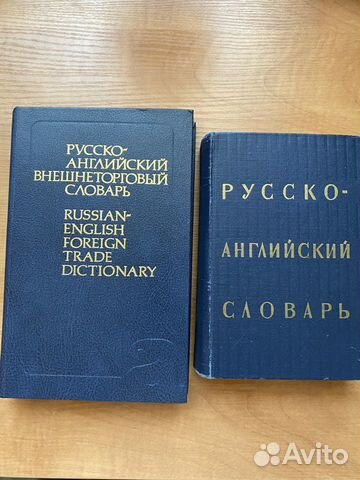 РУССКО-
АНГЛИЙСКИЙ
ВНЕШНЕТОРГОВЫЙ
СЛОВАРЬ
RUSSIAN-
ENGLISH
FOREIGN
TRADE
DICTIONARY
РУССКО-
АНГЛИЙСКИЙ
СЛОВАРЬ
Avito